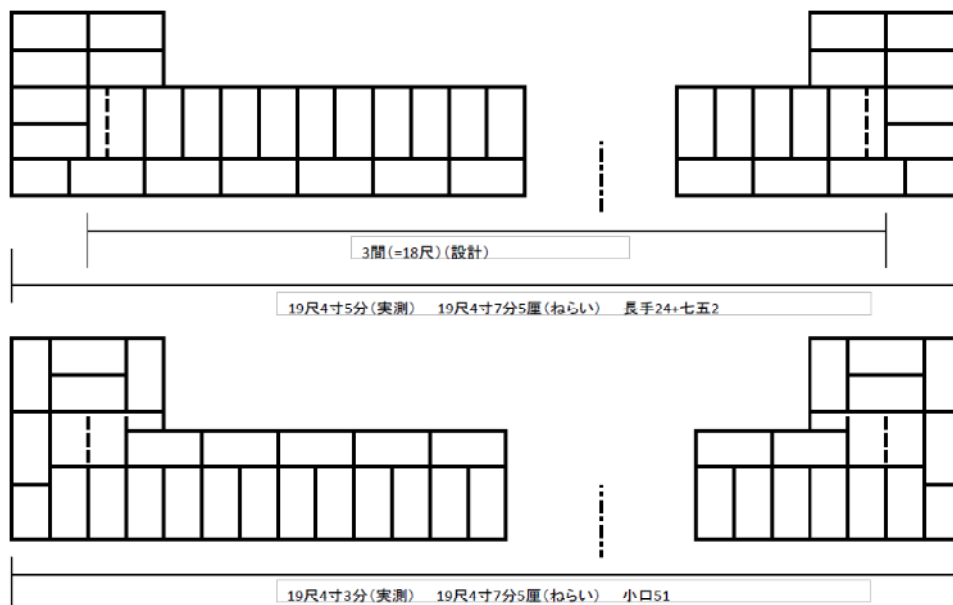 3間(=18尺)(設計)
19尺4寸5分(実測)　19尺4寸7分5厘(ねらい)　長手24+七五2
19尺4寸3分(実測)　19尺4寸7分5厘(ねらい)　小口51